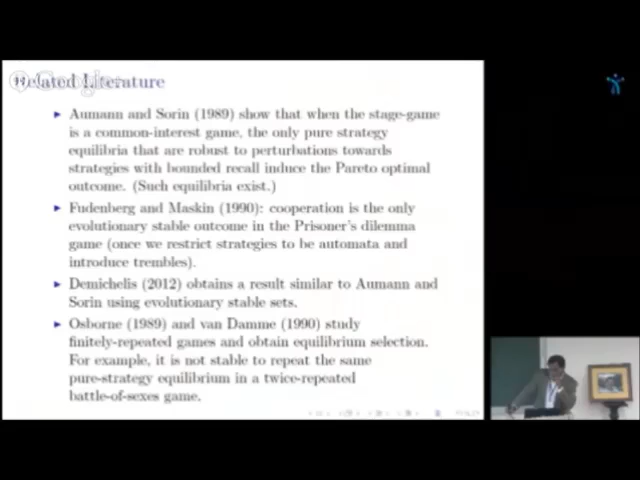 Related Literature
▸ Aumann and Sorin (1989) show that when the stage-game
is a common-interest game, the only pure strategy
equilibria that are robust to perturbations towards
strategies with bounded recall induce the Pareto optimal
outcome. (Such equilibria exist.)
▸ Fudenberg and Maskin (1990): cooperation is the only
evolutionary stable outcome in the Prisoner's dilemma
game (once we restrict strategies to be automata and
introduce trembles).
▸ Demichelis (2012) obtains a result similar to Aumann and
Sorin using evolutionary stable sets.
▸ Osborne (1989) and van Damme (1990) study
finitely-repeated games and obtain equilibrium selection.
For example, it is not stable to repeat the same
pure-strategy equilibrium in a twice-repeated
battle-of-sexes game.